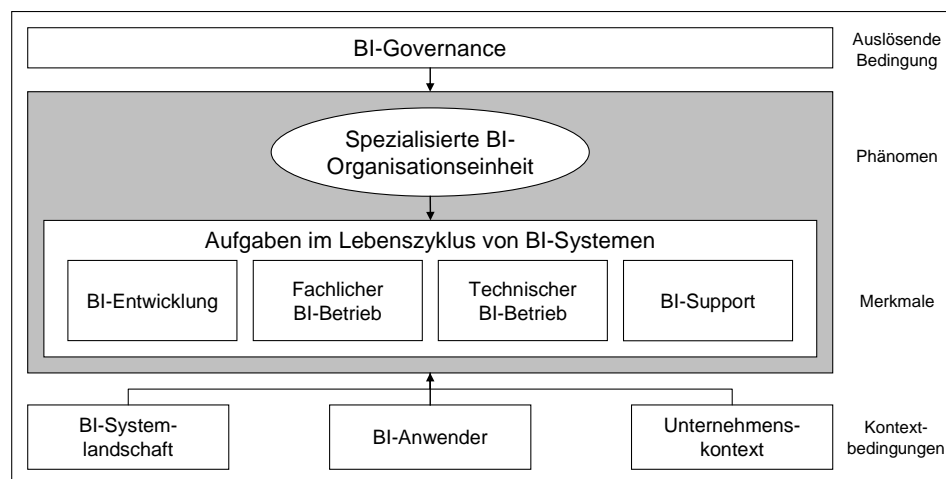 BI-Governance
Auslösende
Bedingung
Spezialisierte BI-
Organisationseinheit
Phänomen
Aufgaben im Lebenszyklus von BI-Systemen
BI-Entwicklung
Fachlicher
BI-Betrieb
Technischer
BI-Betrieb
BI-Support
Merkmale
BI-System-
landschaft
BI-Anwender
Unternehmens-
kontext
Kontext-
bedingungen